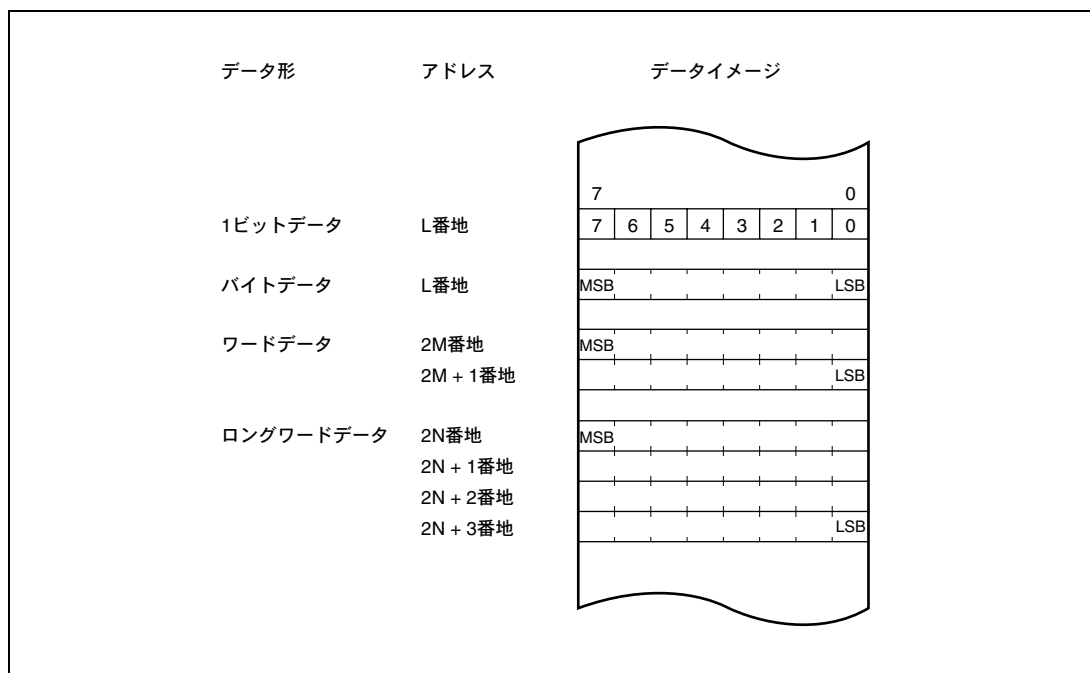 データ形 アドレス データイメージ
7 0
1ビットデータ L番地 7 6 5 4 3 2 1 0
バイトデータ L番地 MSB LSB
ワードデータ 2M番地 MSB
2M + 1番地 LSB
ロングワードデータ 2N番地 MSB
2N + 1番地
2N + 2番地
2N + 3番地 LSB